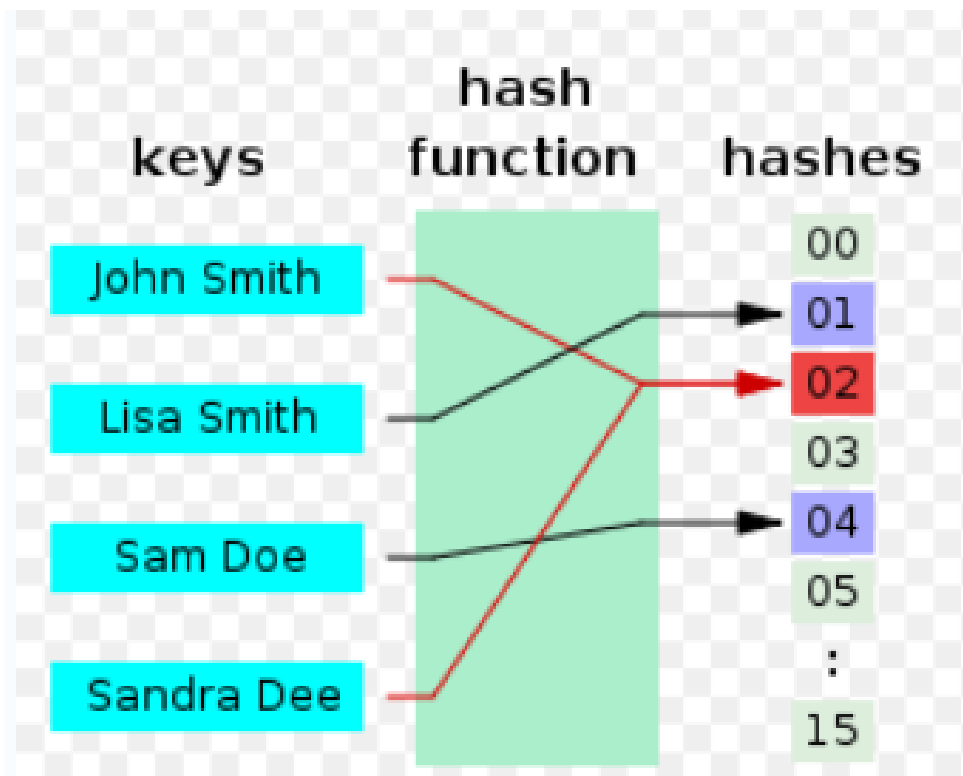 hash
keys function hashes
00
John Smith
01
02
Lisa Smith
03
04
Sam Doe
05
:
Sandra Dee
15